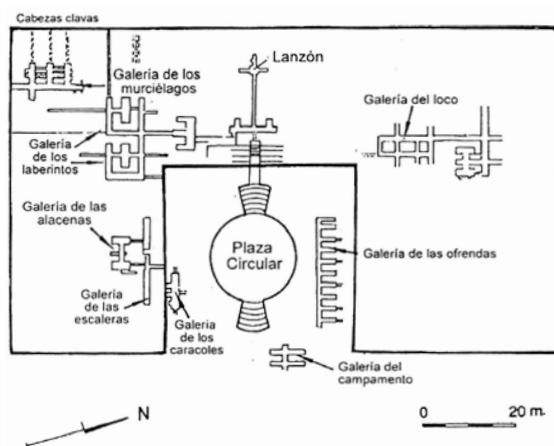 Cabezas clavas
Galería de los
murciélagos
Lanzón
Galería del loco
Galería
de los
laberintos
Galería de las
alacenas
Plaza
Circular
Galería de las ofrendas
Galería
de las
escaleras
Galería
de los
caracoles
Galería del
campamento
N
0 20 m.